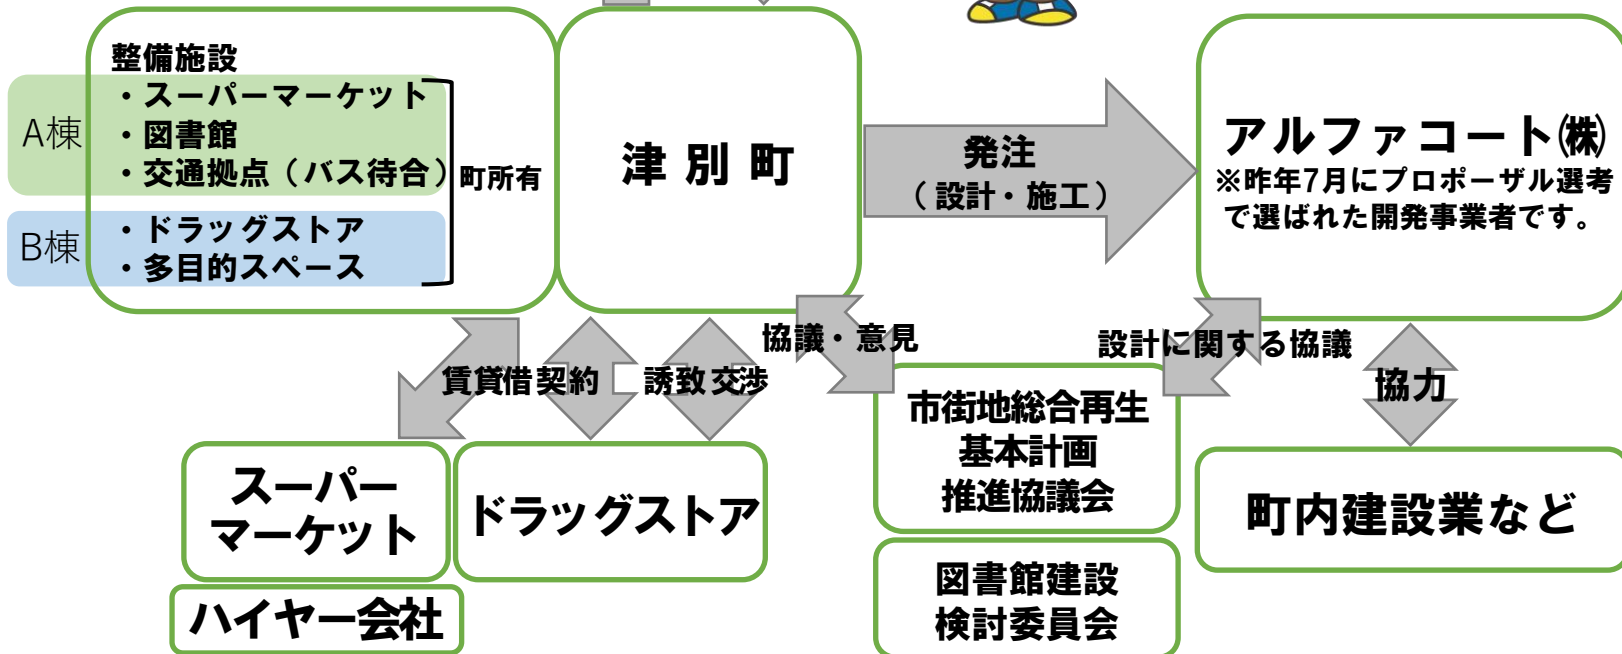 整備施設
A棟
・スーパーマーケット
・図書館
・交通拠点（バス待合）
町所有
B棟
・ドラッグストア
・多目的スペース
津別町
発注
（設計・施工）
アルファコート㈱
※昨年7月にプロポーザル選考
で選ばれた開発事業者です。
賃貸借契約
誘致交渉
協議・意見
設計に関する協議
協力
スーパー
マーケット
ドラッグストア
ハイヤー会社
市街地総合再生
基本計画
推進協議会
図書館建設
検討委員会
町内建設業など